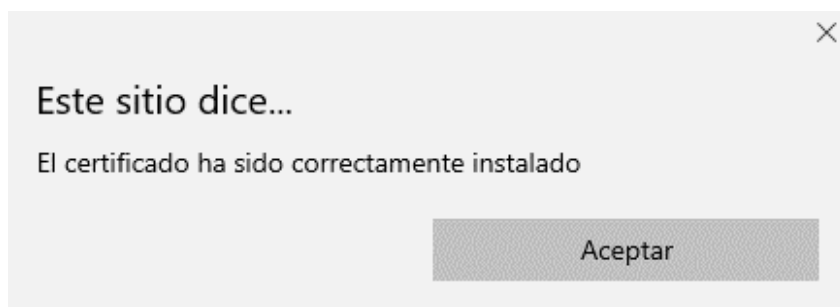 Este sitio dice...
El certificado ha sido correctamente instalado
Aceptar